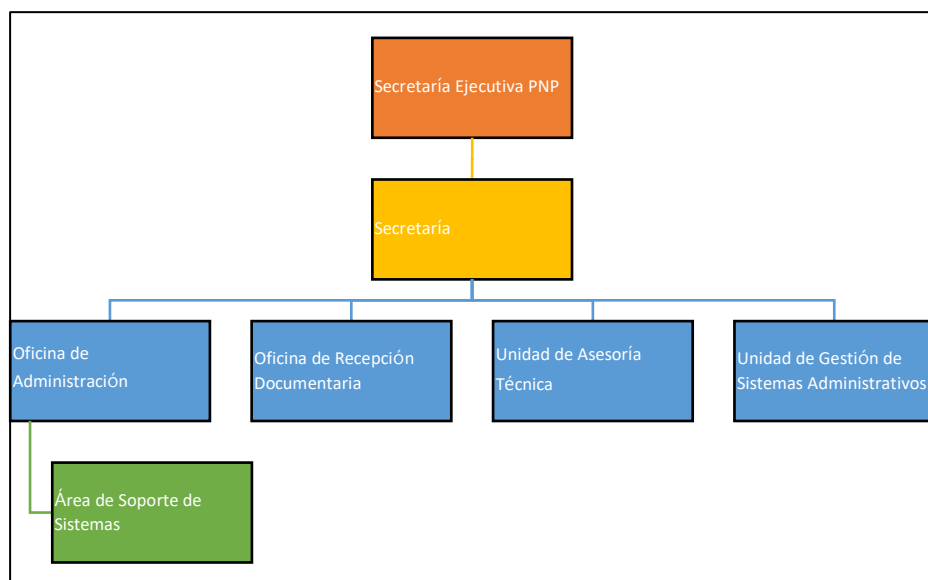 Secretaría Ejecutiva PNP
Secretaría
Oficina de
Administración
Oficina de Recepción
Documentaria
Unidad de Asesoría
Técnica
Unidad de Gestión de
Sistemas Administrativos
Área de Soporte de
Sistemas